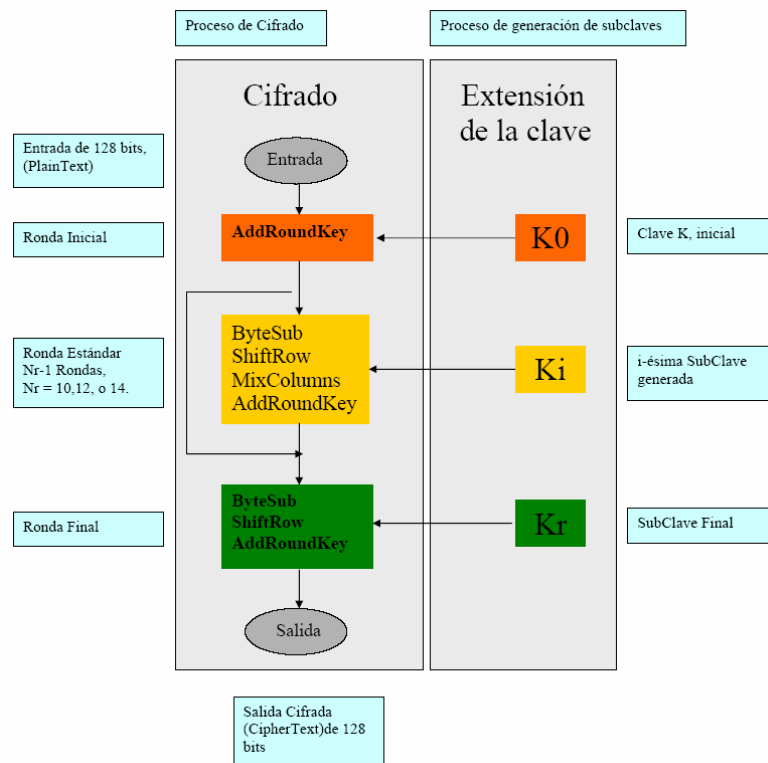 Proceso de Cifrado
Proceso de generación de subclaves
Cifrado
Extensión
de la clave
Entrada de 128 bits,
(PlainText)
Entrada
Ronda Inicial
AddRoundKey
K0
Clave K, inicial
Ronda Estándar
Nr-1 Rondas,
Nr = 10,12, o 14.
ByteSub
ShiftRow
MixColumns
AddRoundKey
Ki
i-ésima SubClave
generada
Ronda Final
ByteSub
ShiftRow
AddRoundKey
Kr
SubClave Final
Salida
Salida Cifrada
(CipherText)de 128
bits